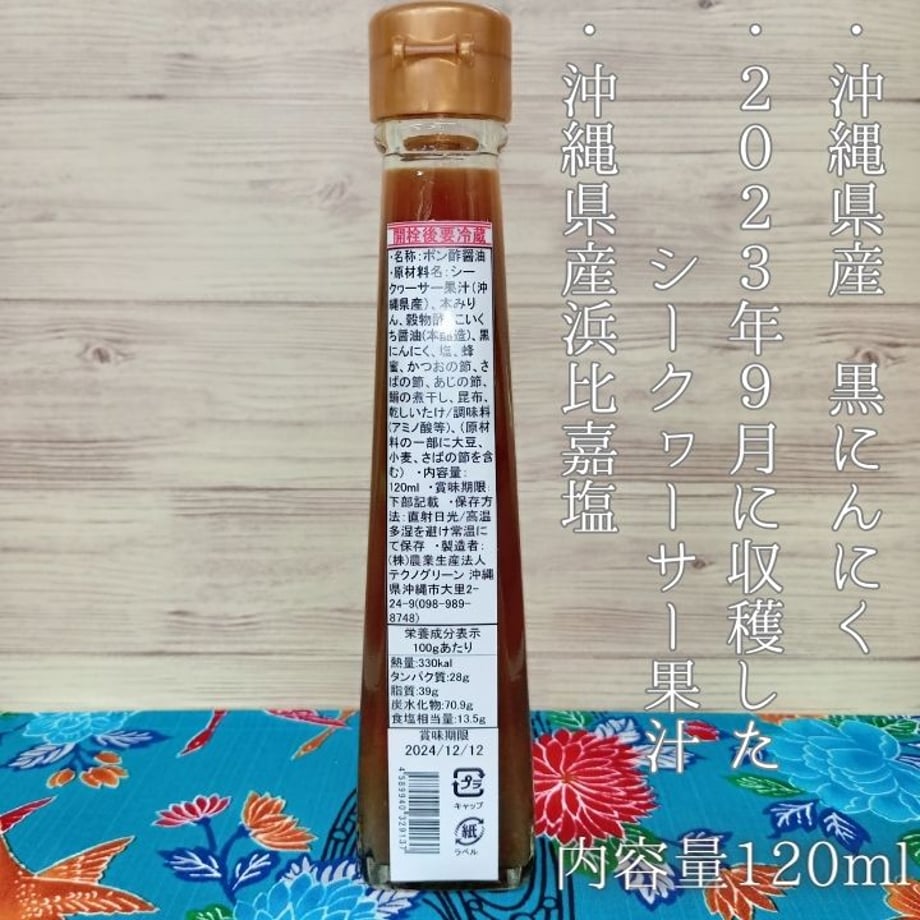 ・沖縄県産　黒にんにく
・2023年9月に収穫した
シークヮーサー果汁
・沖縄県産浜比嘉塩
開栓後要冷蔵
・名称:ポン酢醤油
・原材料名:シー
クヮーサー果汁(沖
縄県産)、本みり
ん、穀物酢、こいく
ち醤油(本醸造)、黒
にんにく、塩、蜂
蜜、かつおの節、さ
ばの節、あじの節、
鰯の煮干し、昆布、
乾しいたけ/調味料
(アミノ酸等)、(原材
料の一部に大豆、
小麦、さばの節を含
む) ・内容量:
120ml ・賞味期限:
下部記載 ・保存方
法:直射日光/高温
多湿を避け常温に
て保存 ・製造者:
(株)農業生産法人
テクノグリーン 沖縄
県沖縄市大里2-
24-9(098-989-
8748)
栄養成分表示
100gあたり
熱量:330kal
タンパク質:28g
脂質:39g
炭水化物:70.9g
食塩相当量:13.5g
賞味期限
2024/12/12
4589940329137
プラ
キャップ
紙
ラベル
内容量120ml